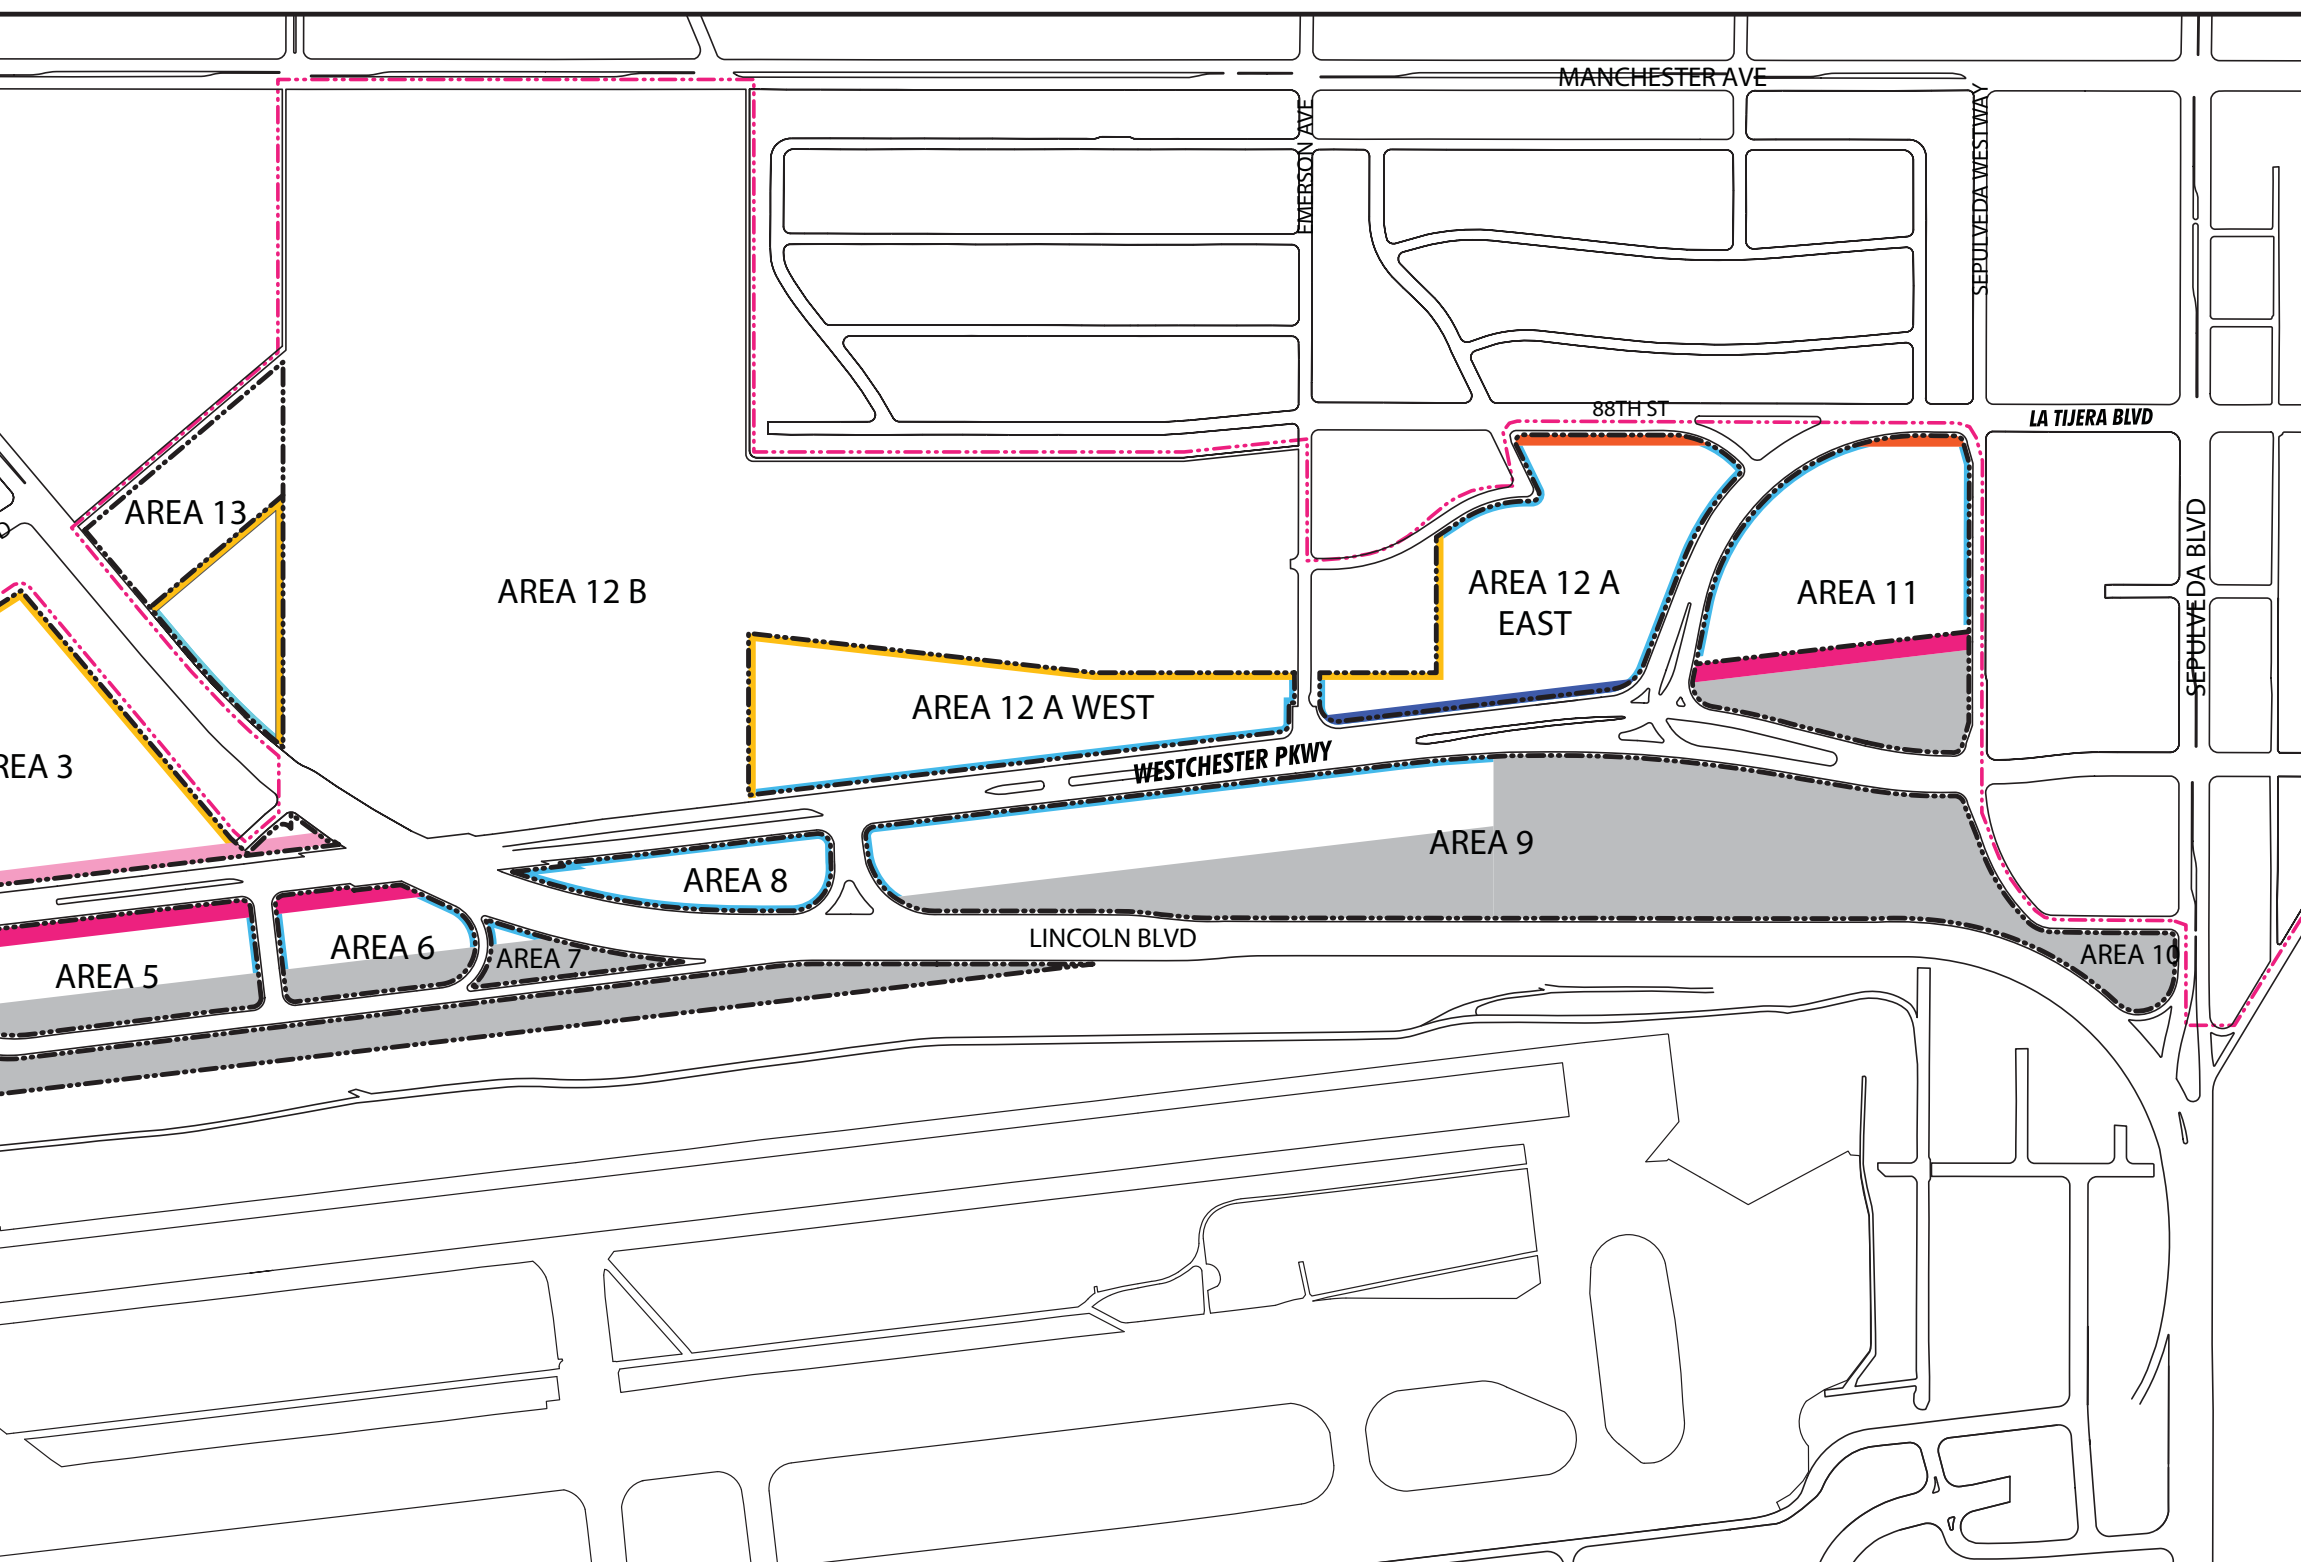 MANCHESTER AVE
EMERSON AVE
SEPULVEDA WESTWAY
88TH ST
LA TIJERA BLVD
AREA 13
AREA 12 B
AREA 12 A
EAST
AREA 11
SEPULVEDA BLVD
AREA 12 A WEST
WESTCHESTER PKWY
REA 3
AREA 9
AREA 8
LINCOLN BLVD
AREA 6
AREA 7
AREA 5
AREA 10